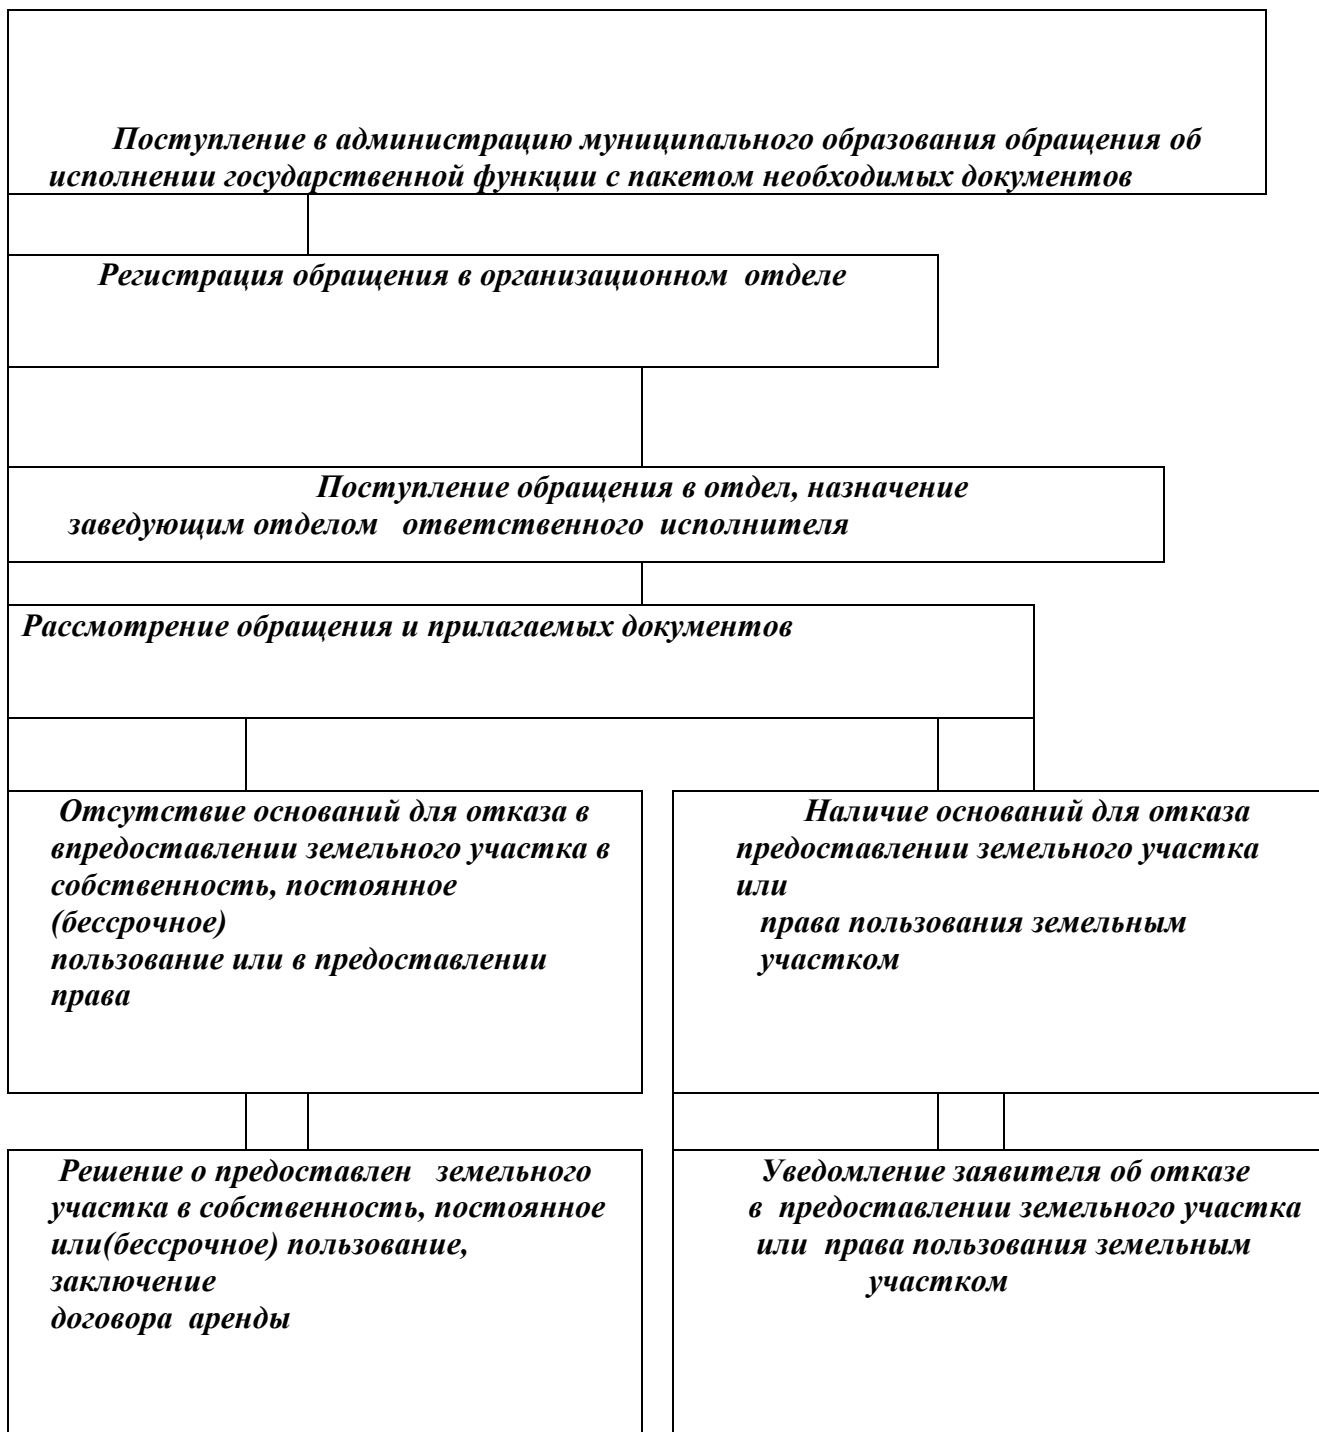 Поступление в администрацию муниципального образования обращения об
исполнении государственной функции с пакетом необходимых документов
Регистрация обращения в организационном отделе
Поступление обращения в отдел, назначение
заведующим отделом ответственного исполнителя
Рассмотрение обращения и прилагаемых документов
Отсутствие оснований для отказа в
впредоставлении земельного участка в
собственность, постоянное
(бессрочное)
пользование или в предоставлении
права
Наличие оснований для отказа
предоставлении земельного участка
или
права пользования земельным
участком
Решение о предоставлен земельного
участка в собственность, постоянное
или(бессрочное) пользование,
заключение
договора аренды
Уведомление заявителя об отказе
в предоставлении земельного участка
или права пользования земельным
участком